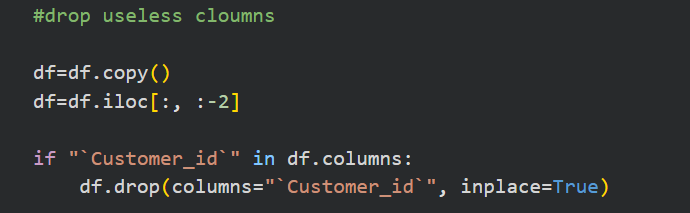 #drop useless cloumns
df=df.copy()
df=df.iloc[:, :-2]
if "`Customer_id`" in df.columns:
df.drop(columns="`Customer_id`", inplace=True)